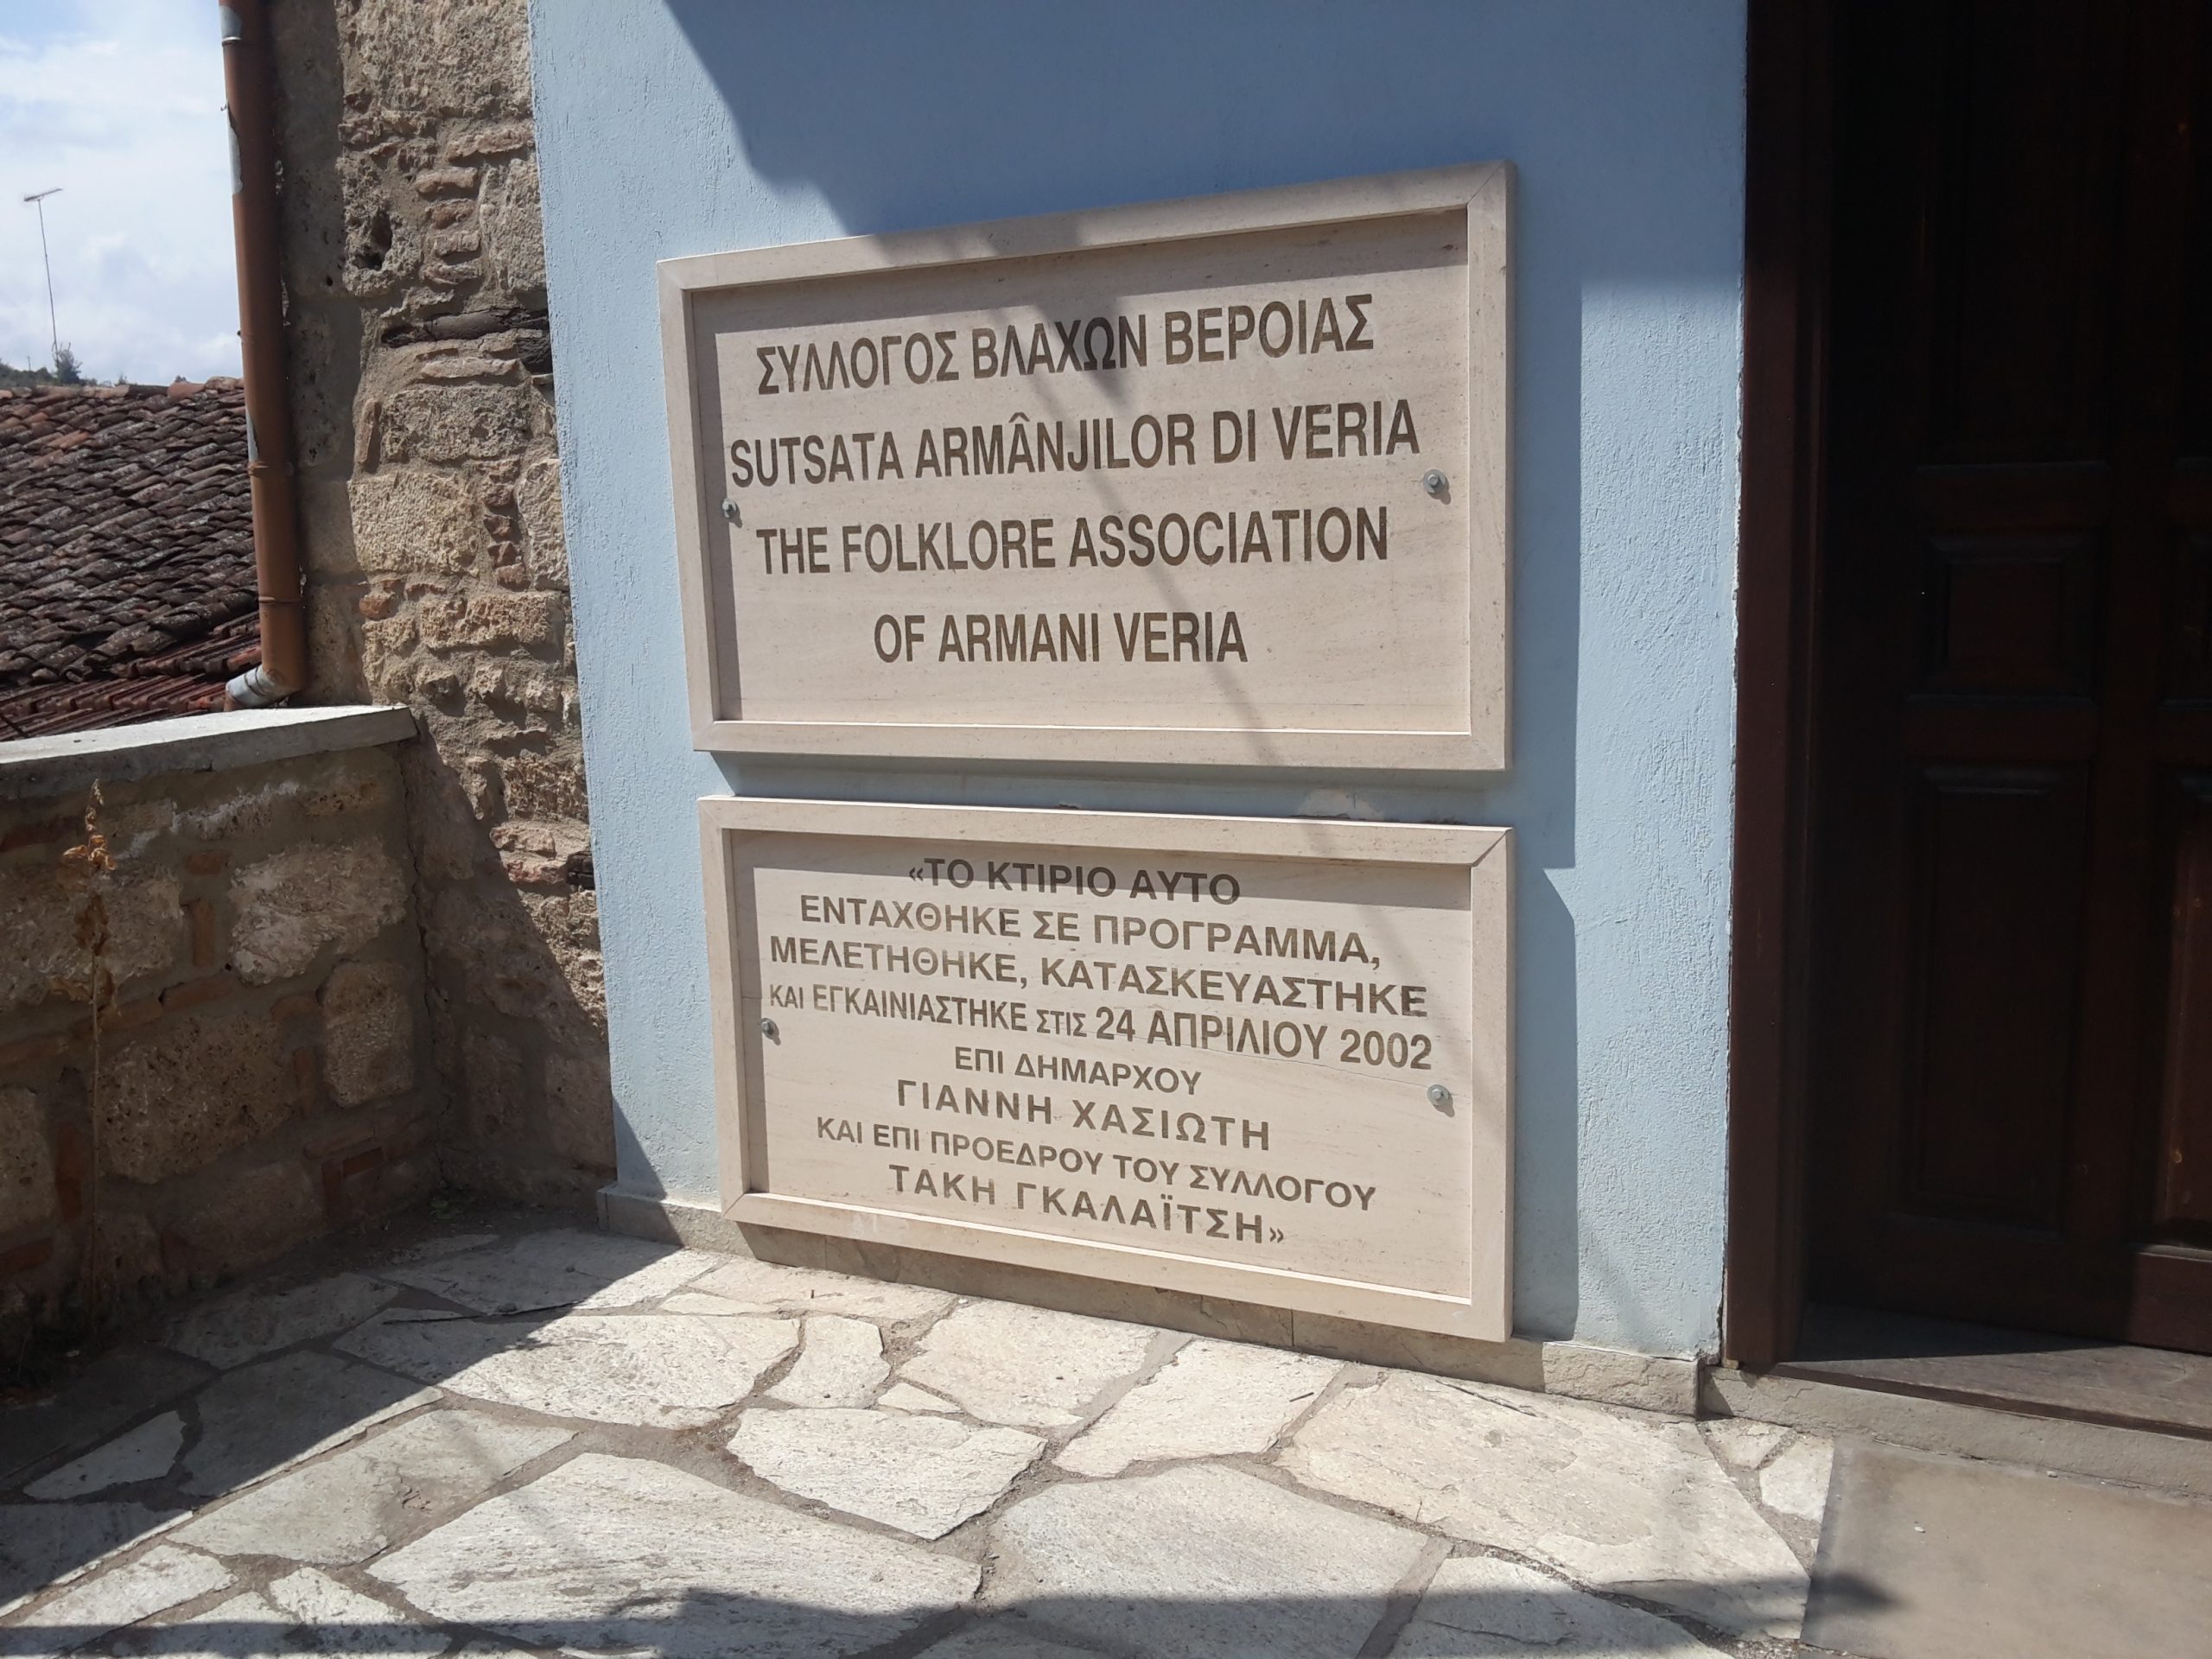 ΣΥΛΛΟΓΟΣ ΒΛΑΧΩΝ ΒΕΡΟΙΑΣ
SUTSATA ARMÂNJILOR DI VERIA
THE FOLKLORE ASSOCIATION
OF ARMANI VERIA
«ΤΟ ΚΤΙΡΙΟ ΑΥΤΟ
ΕΝΤΑΧΘΗΚΕ ΣΕ ΠΡΟΓΡΑΜΜΑ,
ΜΕΛΕΤΗΘΗΚΕ, ΚΑΤΑΣΚΕΥΑΣΤΗΚΕ
ΚΑΙ ΕΓΚΑΙΝΙΑΣΤΗΚΕ ΣΤΙΣ 24 ΑΠΡΙΛΙΟΥ 2002
ΕΠΙ ΔΗΜΑΡΧΟΥ
ΓΙΑΝΝΗ ΧΑΣΙΩΤΗ
ΚΑΙ ΕΠΙ ΠΡΟΕΔΡΟΥ ΤΟΥ ΣΥΛΛΟΓΟΥ
ΤΑΚΗ ΓΚΑΛΑΪΤΣΗ»